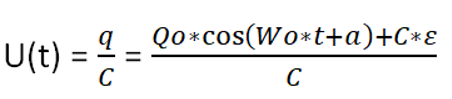 U(t) = q/C = (Qo*cos(Wo*t+a)+C*ε)/C